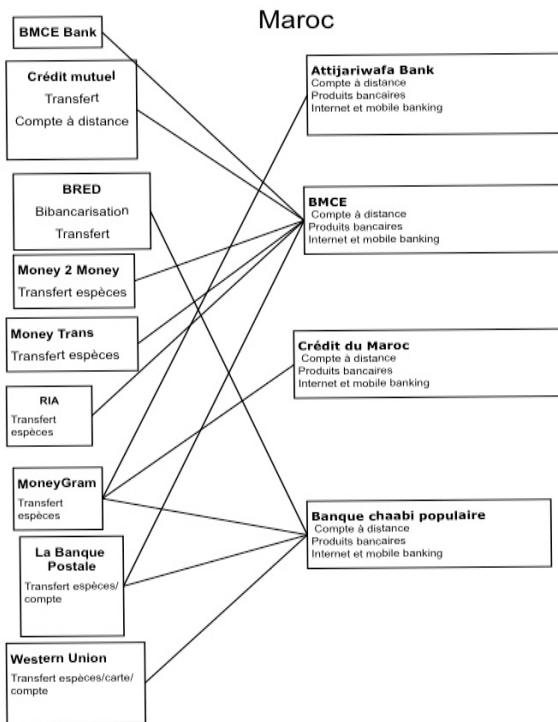 Maroc
BMCE Bank
Crédit mutuel
Transfert
Compte à distance
BRED
Bibancarisation
Transfert
Money 2 Money
Transfert espèces
Money Trans
Transfert espèces
RIA
Transfert
espèces
MoneyGram
Transfert
espèces
La Banque
Postale
Transfert espèces/
compte
Western Union
Transfert espèces/carte/
compte
Attijariwafa Bank
Compte à distance
Produits bancaires
Internet et mobile banking
BMCE
Compte à distance
Produits bancaires
Internet et mobile banking
Crédit du Maroc
Compte à distance
Produits bancaires
Internet et mobile banking
Banque chaabi populaire
Compte à distance
Produits bancaires
Internet et mobile banking